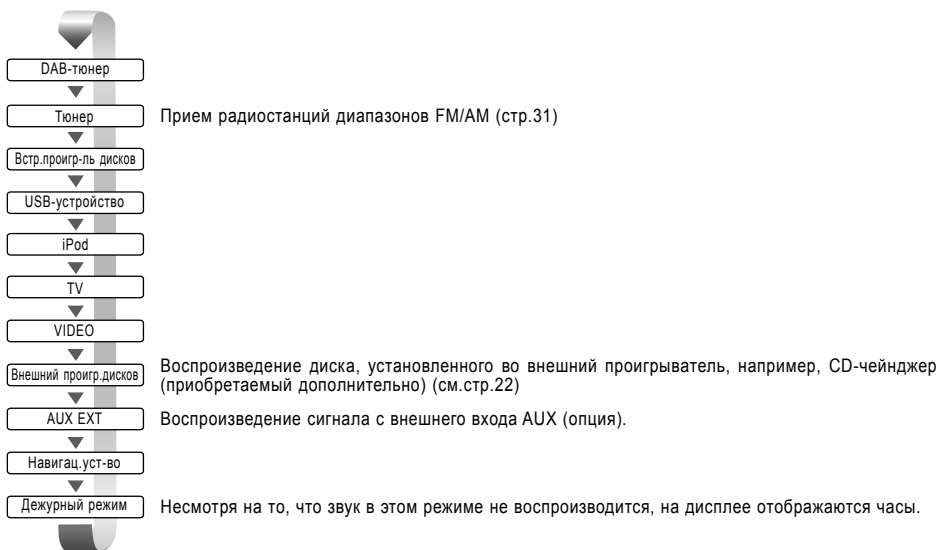 DAB-тюнер
Тюнер
Прием радиостанций диапазонов FM/AM (стр.31)
Встр.проигр-ль дисков
USB-устройство
iPod
TV
VIDEO
Внешний проигр.дисков
Воспроизведение диска, установленного во внешний проигрыватель, например, CD-чейнджер
(приобретаемый дополнительно) (см.стр.22)
AUX EXT
Воспроизведение сигнала с внешнего входа AUX (опция).
Навигац.уст-во
Дежурный режим
Несмотря на то, что звук в этом режиме не воспроизводится, на дисплее отображаются часы.